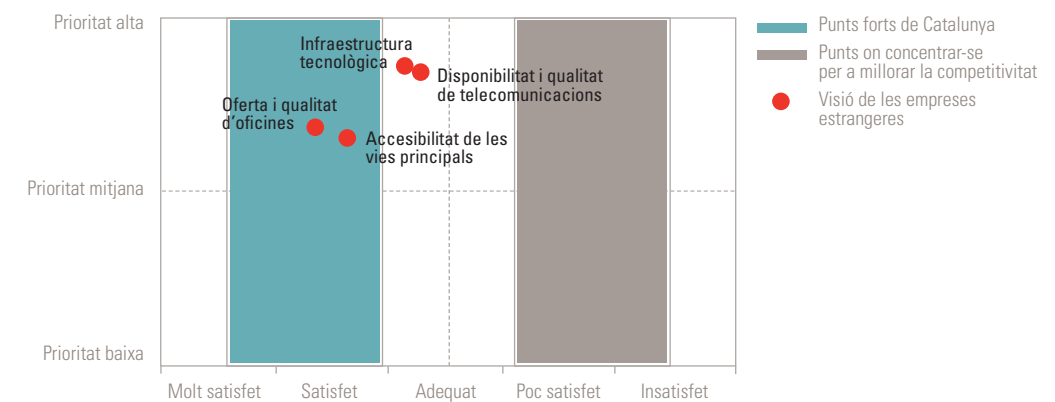 Prioritat alta
Prioritat mitjana
Prioritat baixa
Infraestructura
tecnològica
Disponibilitat i qualitat
de telecomunicacions
Oferta i qualitat
d'oficines
Accesibilitat de les
vies principals
Molt satisfet
Satisfet
Adequat
Poc satisfet
Insatisfet
Punts forts de Catalunya
Punts on concentrar-se
per a millorar la competitivitat
Visió de les empreses
estrangeres